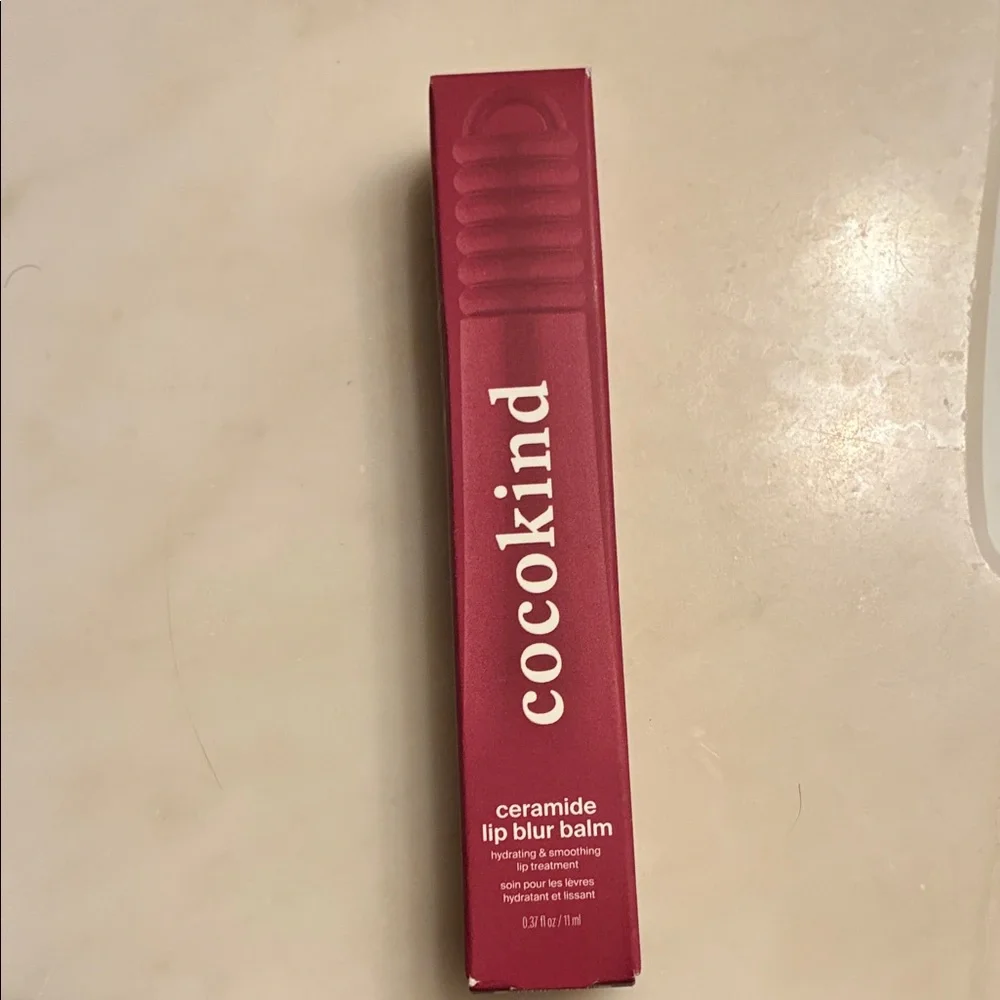 cocokind
ceramide
lip blur balm
hydrating & smoothing
lip treatment
soin pour les lèvres
hydratant et lissant
0.37 fl oz / 11 ml